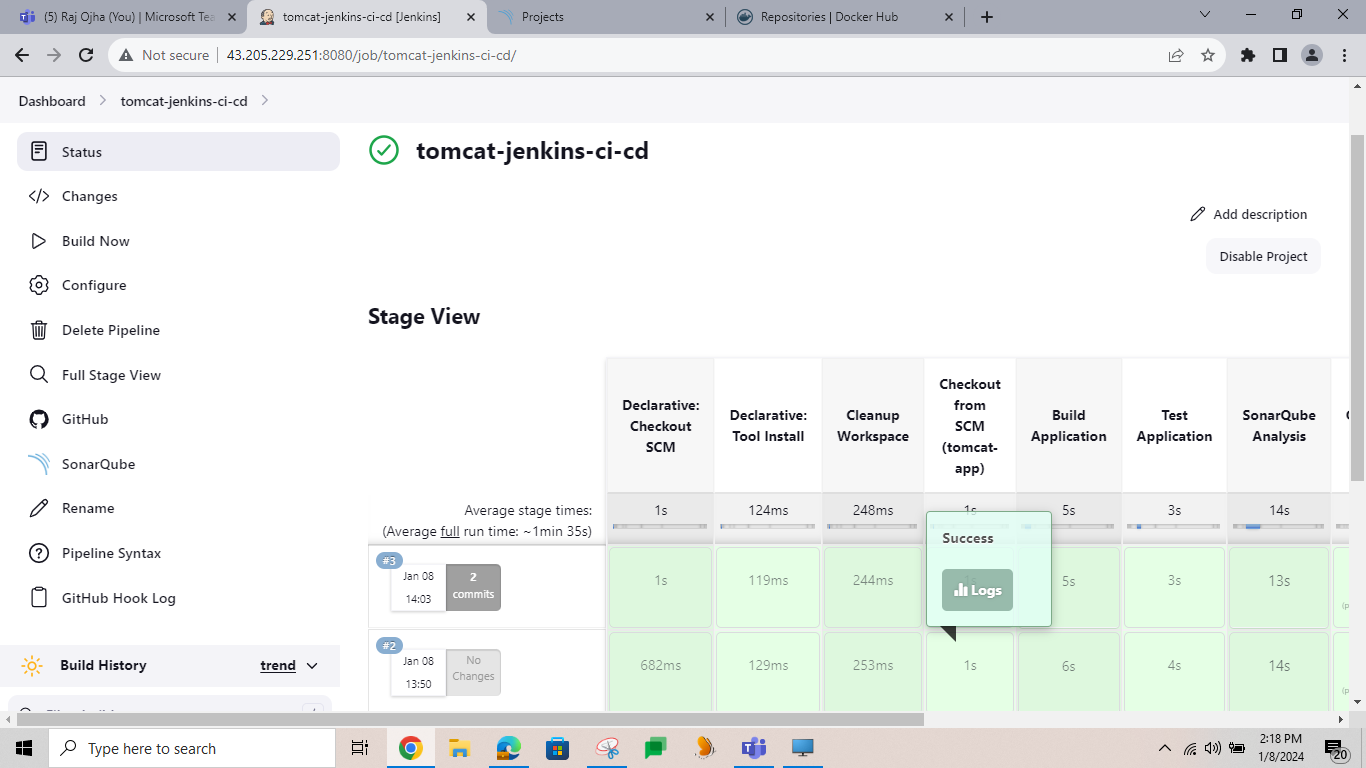 (5) Raj Ojha (You) | Microsoft Tea
tomcat-jenkins-ci-cd [Jenkins]
Projects
Repositories | Docker Hub
Not secure
43.205.229.251:8080/job/tomcat-jenkins-ci-cd/
Dashboard
tomcat-jenkins-ci-cd
Status
Changes
Build Now
Configure
Delete Pipeline
Full Stage View
GitHub
SonarQube
Rename
Pipeline Syntax
GitHub Hook Log
Build History
trend
tomcat-jenkins-ci-cd
Add description
Disable Project
Stage View
Declarative:
Checkout
SCM
Declarative:
Tool Install
Cleanup
Workspace
Checkout
from
SCM
(tomcat-
app)
Build
Application
Test
Application
SonarQube
Analysis
Average stage times:
(Average full run time: ~1min 35s)
1s
124ms
248ms
1s
5s
3s
14s
#3
Jan 08
14:03
2
commits
1s
119ms
244ms
Success
Logs
5s
3s
13s
#2
Jan 08
13:50
No
Changes
682ms
129ms
253ms
1s
6s
4s
14s
Type here to search
2:18 PM
1/8/2024
20